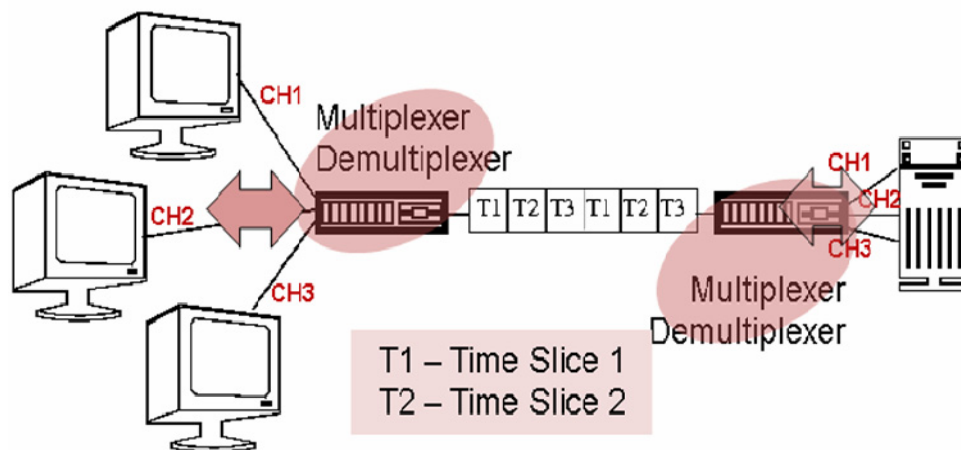 CH1
Multiplexer
Demultiplexer
CH2
CH3
T1 T2 T3 T1 T2 T3
CH1
CH2
CH3
Multiplexer
Demultiplexer
T1 – Time Slice 1
T2 – Time Slice 2